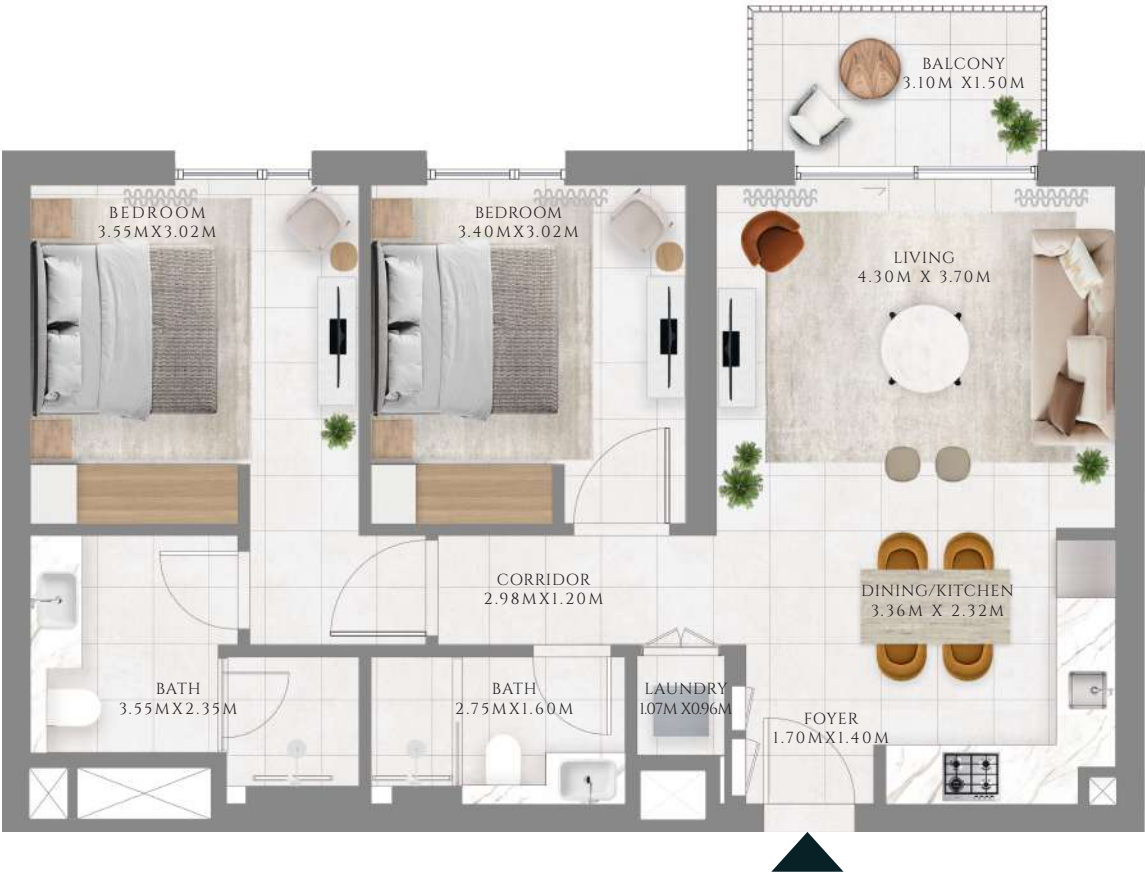 BALCONY
3.10M X1.50M
BEDROOM
3.55MX3.02M
BEDROOM
3.40MX3.02M
LIVING
4.30M X 3.70M
CORRIDOR
2.98MX1.20M
DINING/KITCHEN
3.36M X 2.32M
BATH
3.55MX2.35M
BATH
2.75MX1.60M
LAUNDRY
1.07M X0.96M
FOYER
1.70MX1.40M